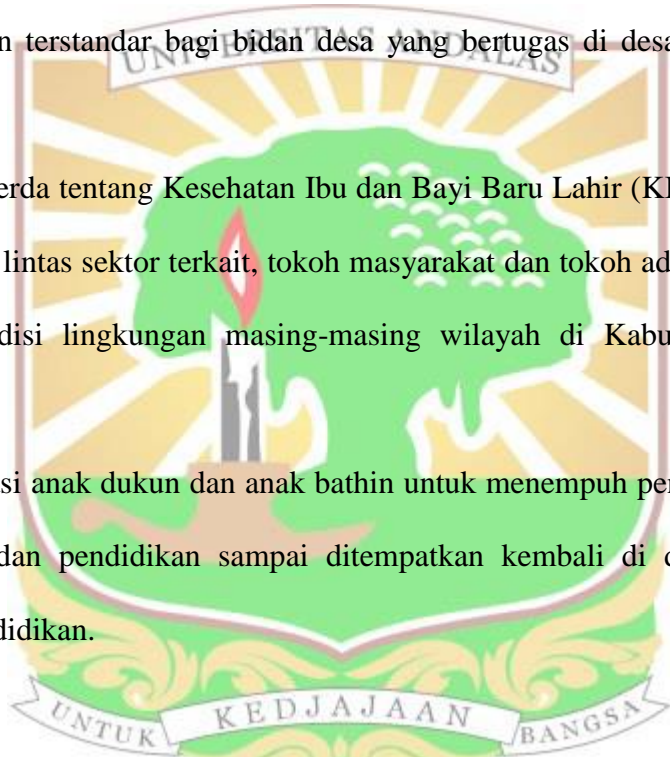 n terstandar bagi bidan desa yang bertugas di desa
UNIVERSITAS ANDALAS
erda tentang Kesehatan Ibu dan Bayi Baru Lahir (KI
lintas sektor terkait, tokoh masyarakat dan tokoh ad
disi lingkungan masing-masing wilayah di Kabu
si anak dukun dan anak bathin untuk menempuh per
dan pendidikan sampai ditempatkan kembali di d
didikan.
UNTUK KEDJAJAAN BANGSA